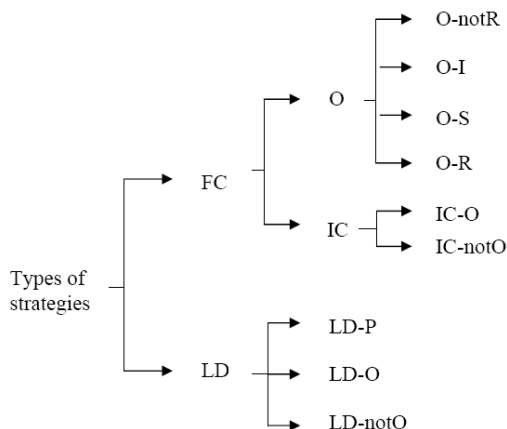 O-notR
O-I
O
O-S
O-R
FC
IC-O
IC
IC-notO
Types of
strategies
LD-P
LD
LD-O
LD-notO